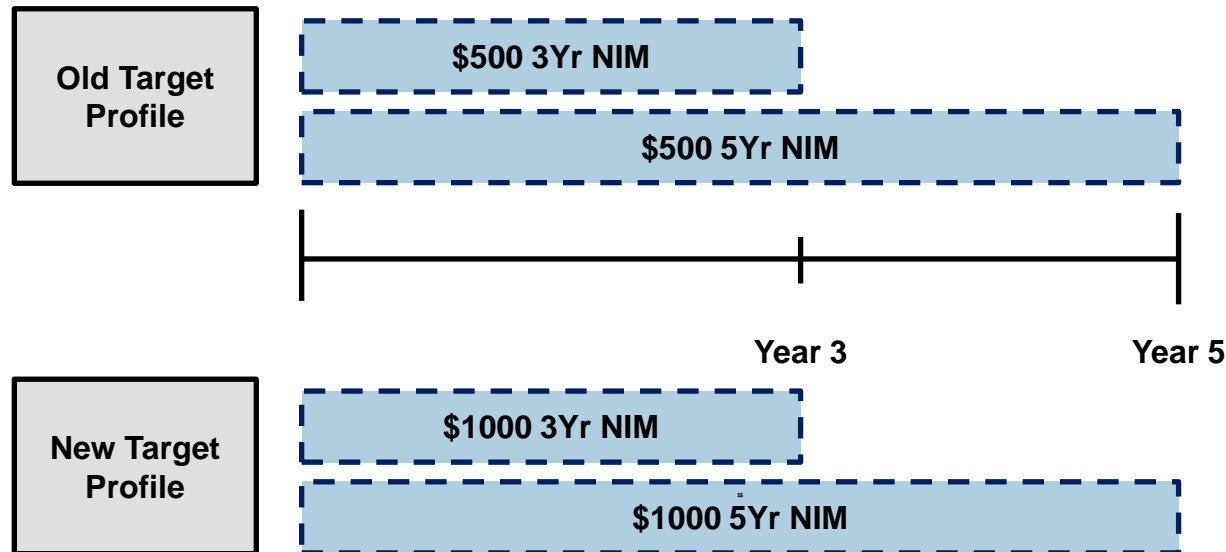 Old Target
Profile
$500 3Yr NIM
$500 5Yr NIM
Year 3
Year 5
New Target
Profile
$1000 3Yr NIM
$1000 5Yr NIM